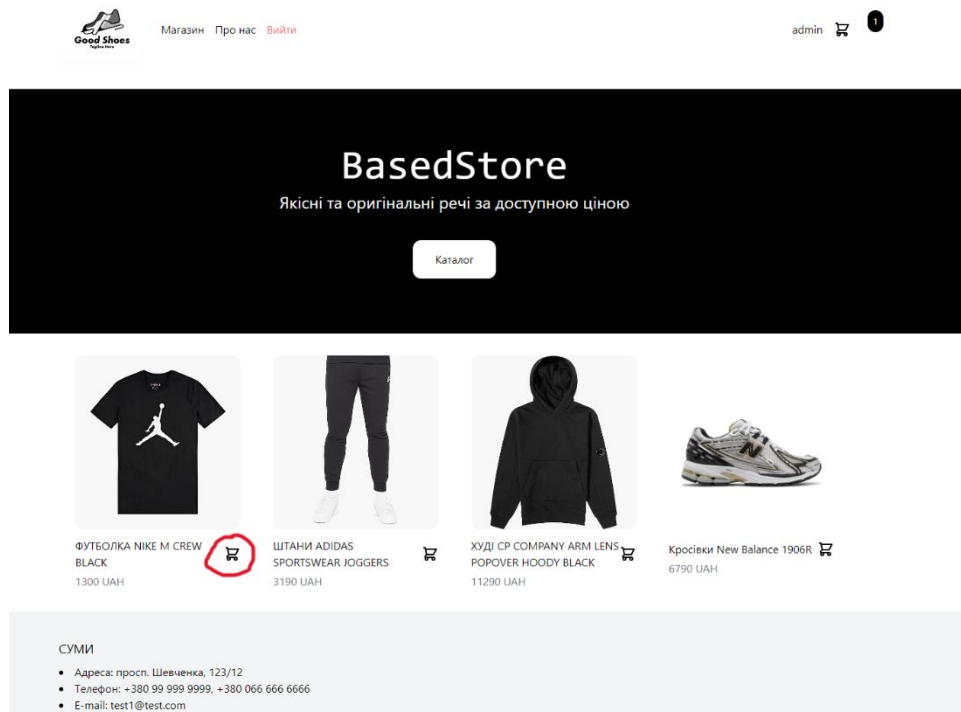 Good Shoes
Tagline Here
Магазин Про нас Вийти
admin
1
BasedStore
Якісні та оригінальні речі за доступною ціною
Каталог
ФУТБОЛКА NIKE M CREW
BLACK
1300 UAH
ШТАНИ ADIDAS
SPORTSWEAR JOGGERS
3190 UAH
ХУДІ CP COMPANY ARM LENS
POPOVER HOODY BLACK
11290 UAH
Кросівки New Balance 1906R
6790 UAH
СУМИ
Адреса: просп. Шевченка, 123/12
Телефон: +380 99 999 9999, +380 066 666 6666
E-mail: test1@test.com